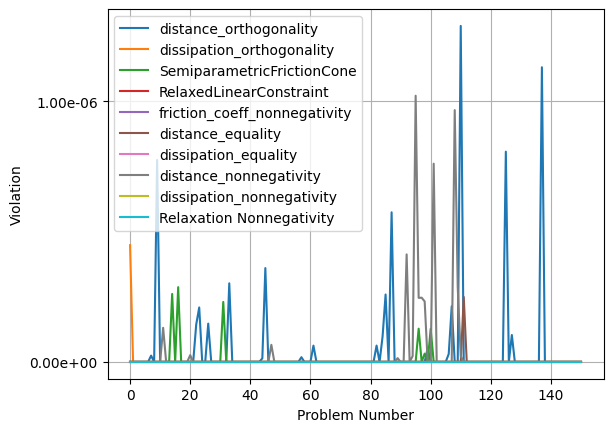 distance_orthogonality
dissipation_orthogonality
SemiparametricFrictionCone
RelaxedLinearConstraint
friction_coeff_nonnegativity
distance_equality
dissipation_equality
distance_nonnegativity
dissipation_nonnegativity
Relaxation Nonnegativity
1.00e-06
0.00e+00
Violation
0 20 40 60 80 100 120 140
Problem Number